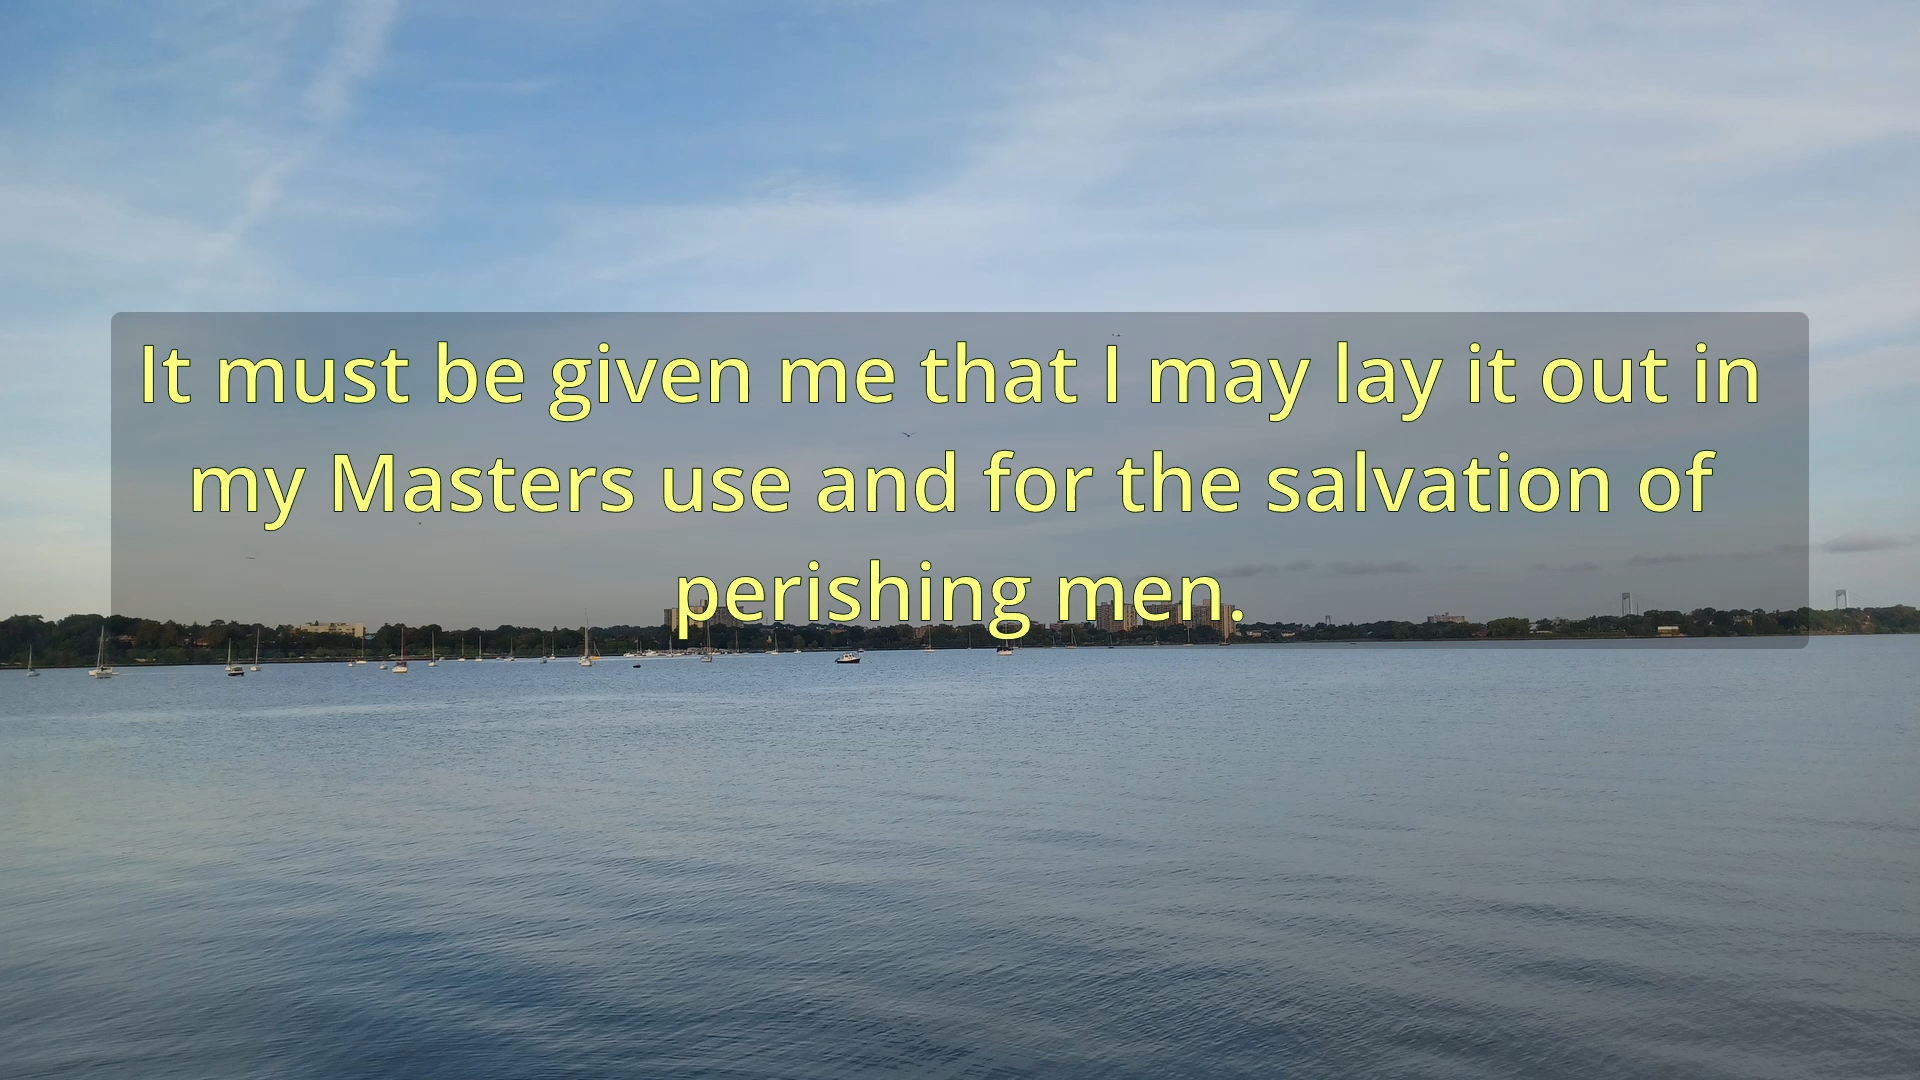 It must be given me that I may lay it out in
my Masters use and for the salvation of
perishing men.